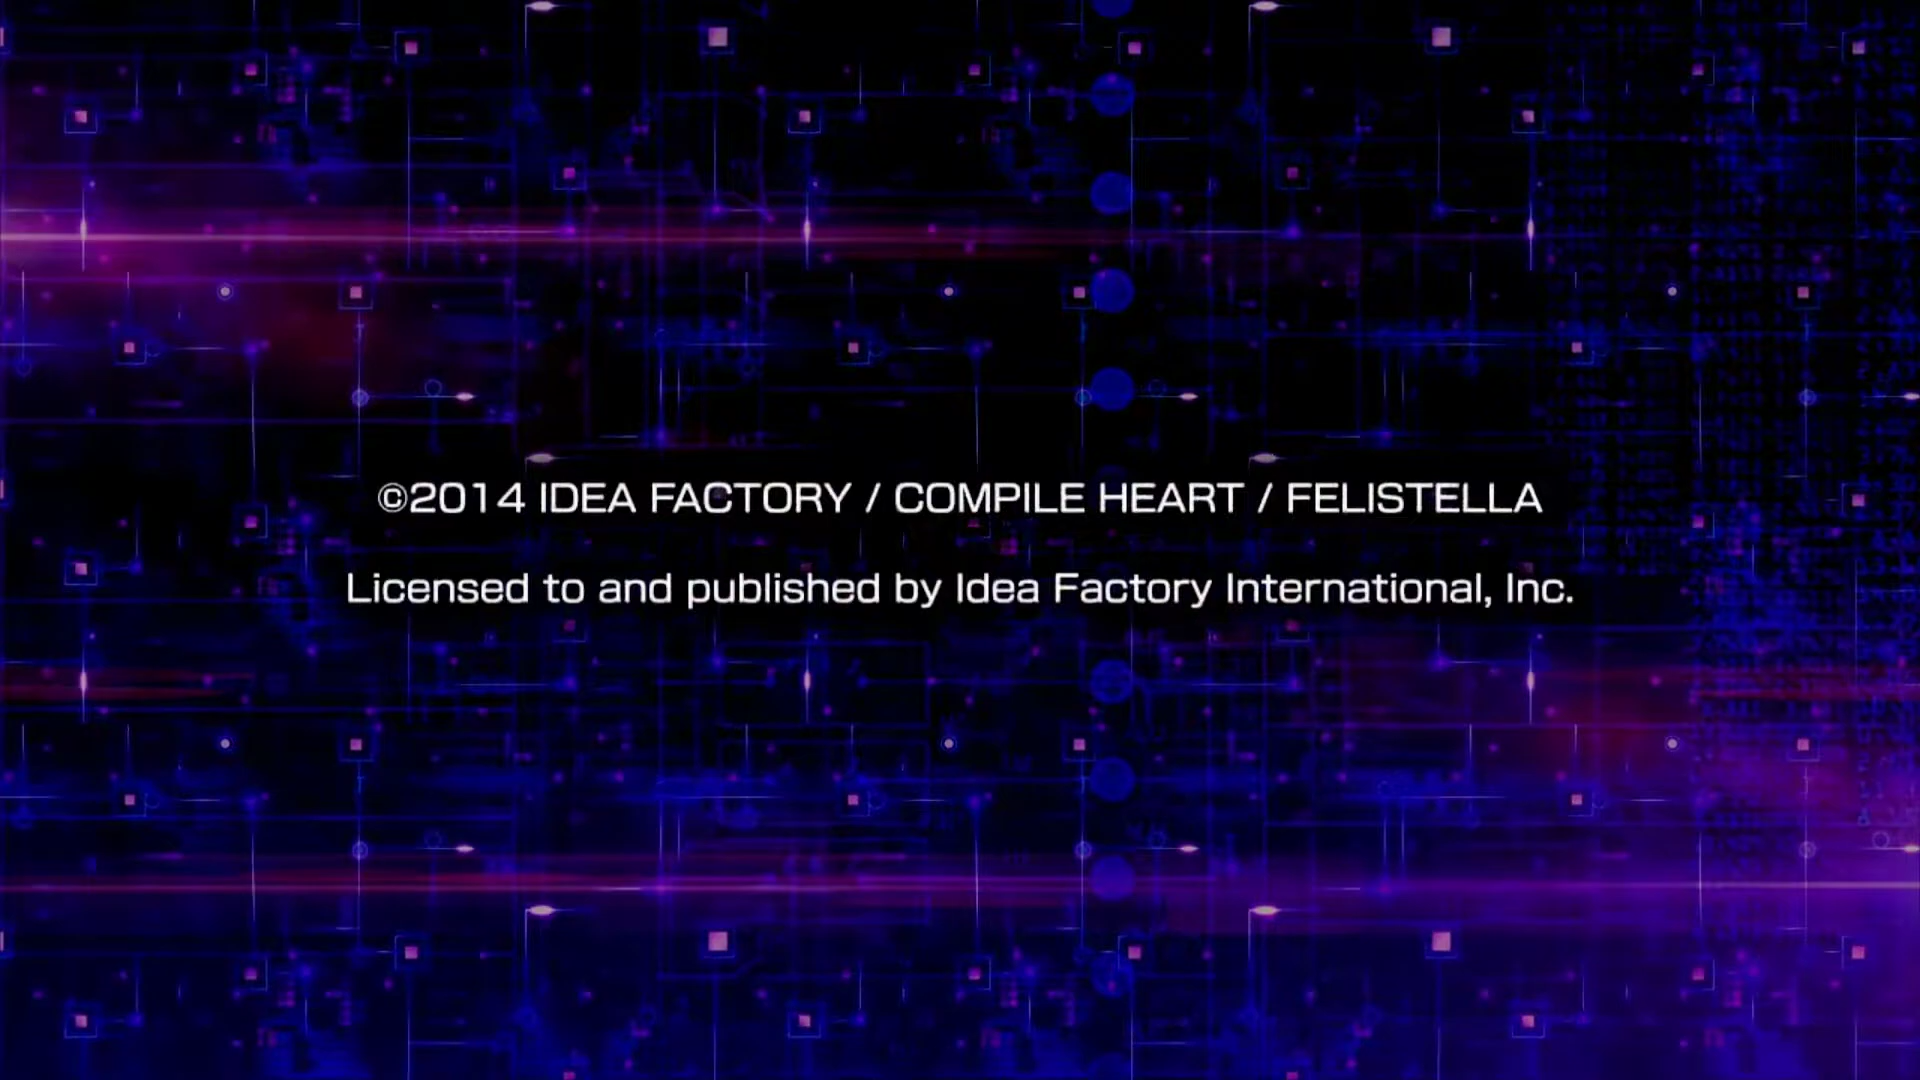 ©2014 IDEA FACTORY / COMPILE HEART / FELISTELLA
Licensed to and published by Idea Factory International, Inc.